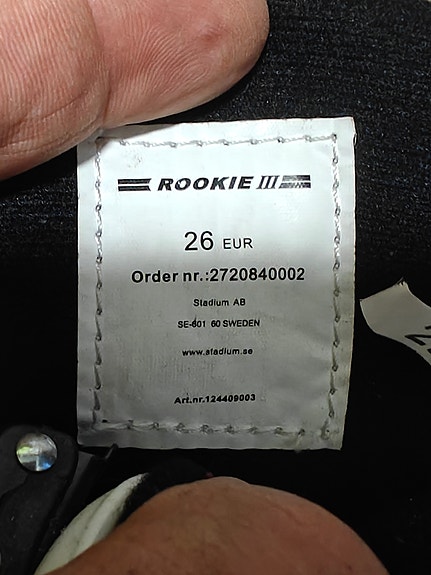 ROOKIE III
26 EUR
Order nr.:2720840002
Stadium AB
SE-601 60 SWEDEN
www.stadium.se
Art.nr.124409003